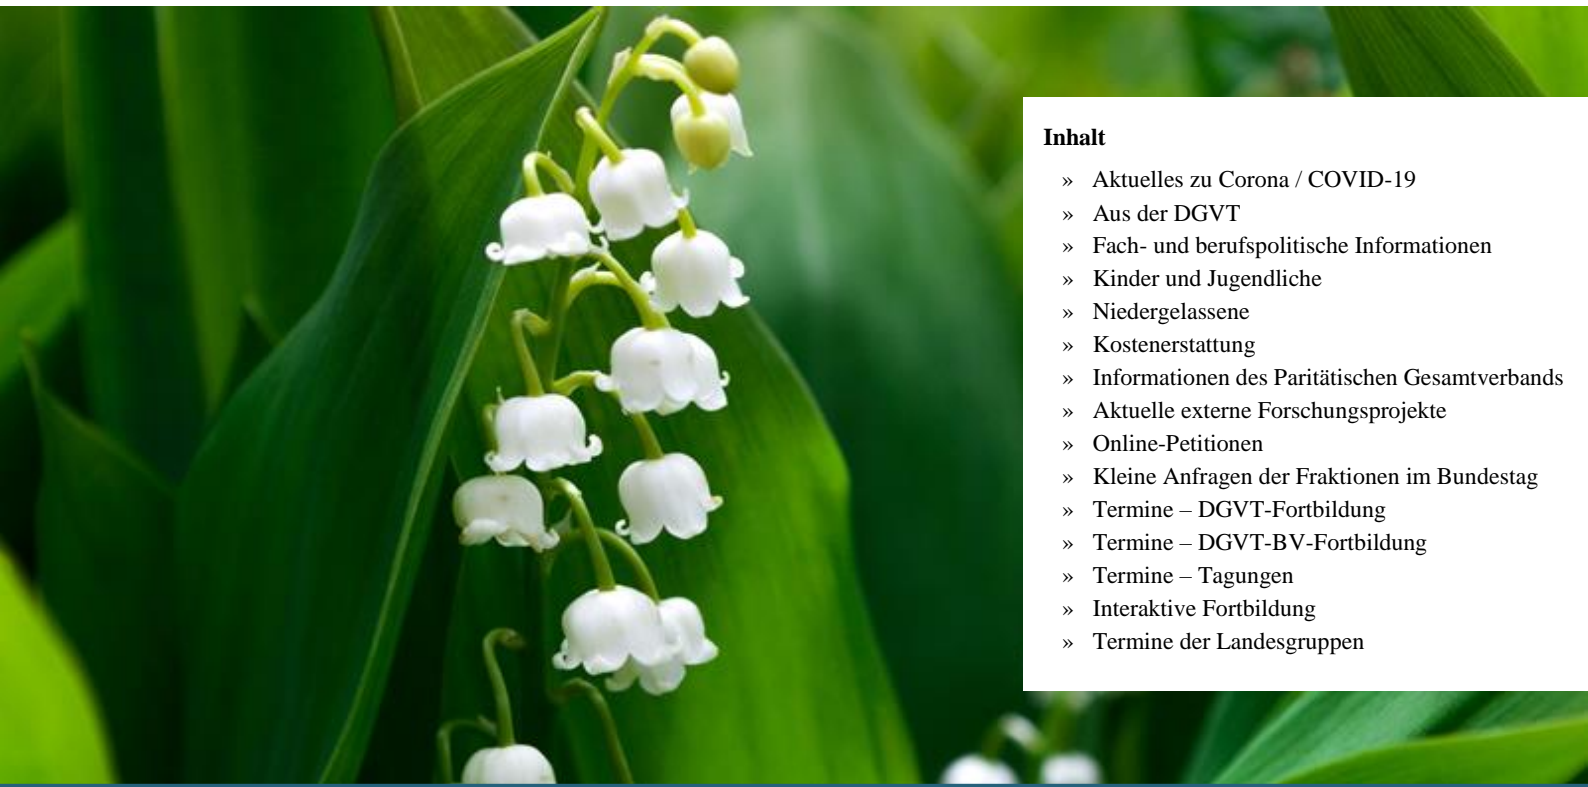 Inhalt
» Aktuelles zu Corona / COVID-19
» Aus der DGVT
» Fach- und berufspolitische Informationen
» Kinder und Jugendliche
» Niedergelassene
» Kostenerstattung
» Informationen des Paritätischen Gesamtverbands
» Aktuelle externe Forschungsprojekte
» Online-Petitionen
» Kleine Anfragen der Fraktionen im Bundestag
» Termine – DGVT-Fortbildung
» Termine – DGVT-BV-Fortbildung
» Termine – Tagungen
» Interaktive Fortbildung
» Termine der Landesgruppen